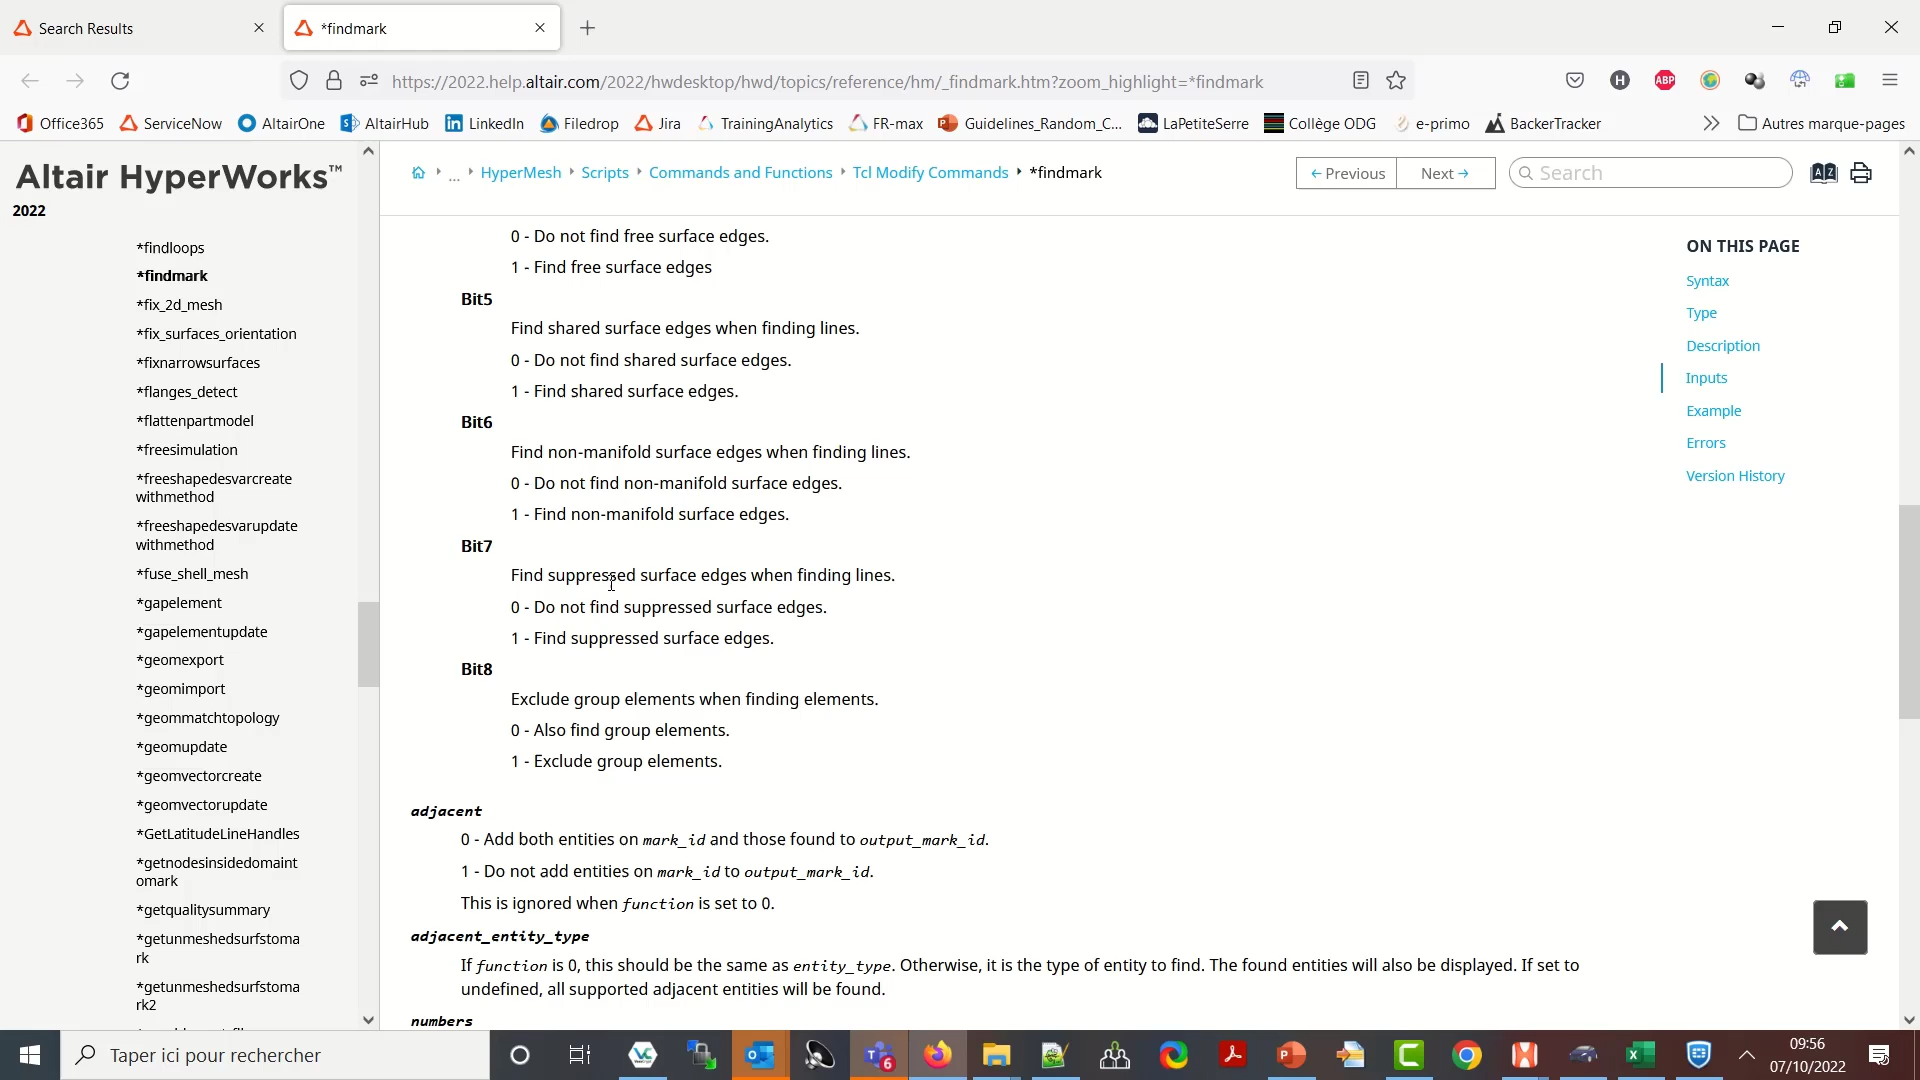 Search Results
*findmark
https://2022.help.altair.com/2022/hwdesktop/hwd/topics/reference/hm/_findmark.htm?zoom_highlight=*findmark
H
ABP
Office365
ServiceNow
AltairOne
AltairHub
LinkedIn
Filedrop
Jira
TrainingAnalytics
FR-max
Guidelines_Random_C...
LaPetiteSerre
Collège ODG
e-primo
BackerTracker
Autres marque-pages
Altair HyperWorks™
2022
*findloops
*findmark
*fix_2d_mesh
*fix_surfaces_orientation
*fixnarrowsurfaces
*flanges_detect
*flattenpartmodel
*freesimulation
*freeshapedesvarcreate
withmethod
*freeshapedesvarupdate
withmethod
*fuse_shell_mesh
*gapelement
*gapelementupdate
*geomexport
*geomimport
*geommatchtopology
*geomupdate
*geomvectorcreate
*geomvectorupdate
*GetLatitudeLineHandles
*getnodesinsidedomaint
omark
*getqualitysummary
*getunmeshedsurfstoma
rk
*getunmeshedsurfstoma
rk2
... HyperMesh Scripts Commands and Functions Tcl Modify Commands *findmark
← Previous
Next →
Search
A Z
0 - Do not find free surface edges.
1 - Find free surface edges
Bit5
Find shared surface edges when finding lines.
0 - Do not find shared surface edges.
1 - Find shared surface edges.
Bit6
Find non-manifold surface edges when finding lines.
0 - Do not find non-manifold surface edges.
1 - Find non-manifold surface edges.
Bit7
Find suppressed surface edges when finding lines.
0 - Do not find suppressed surface edges.
1 - Find suppressed surface edges.
Bit8
Exclude group elements when finding elements.
0 - Also find group elements.
1 - Exclude group elements.
adjacent
0 - Add both entities on mark_id and those found to output_mark_id.
1 - Do not add entities on mark_id to output_mark_id.
This is ignored when function is set to 0.
adjacent_entity_type
If function is 0, this should be the same as entity_type. Otherwise, it is the type of entity to find. The found entities will also be displayed. If set to
undefined, all supported adjacent entities will be found.
numbers
ON THIS PAGE
Syntax
Type
Description
Inputs
Example
Errors
Version History
Taper ici pour rechercher
6
09:56
07/10/2022